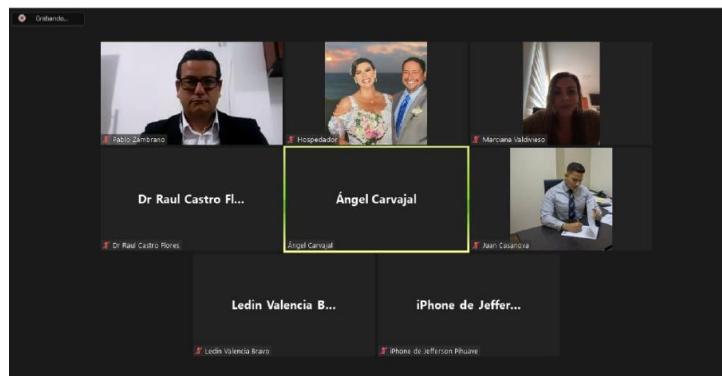 Grabando...
Pablo Zambrano
Hospedador
Marciana Valdivieso
Dr Raul Castro Fl...
Dr Raul Castro Flores
Ángel Carvajal
Ángel Carvajal
Juan Casanova
Ledin Valencia B...
Ledin Valencia Bravo
iPhone de Jeffer...
iPhone de Jefferson Pihuave